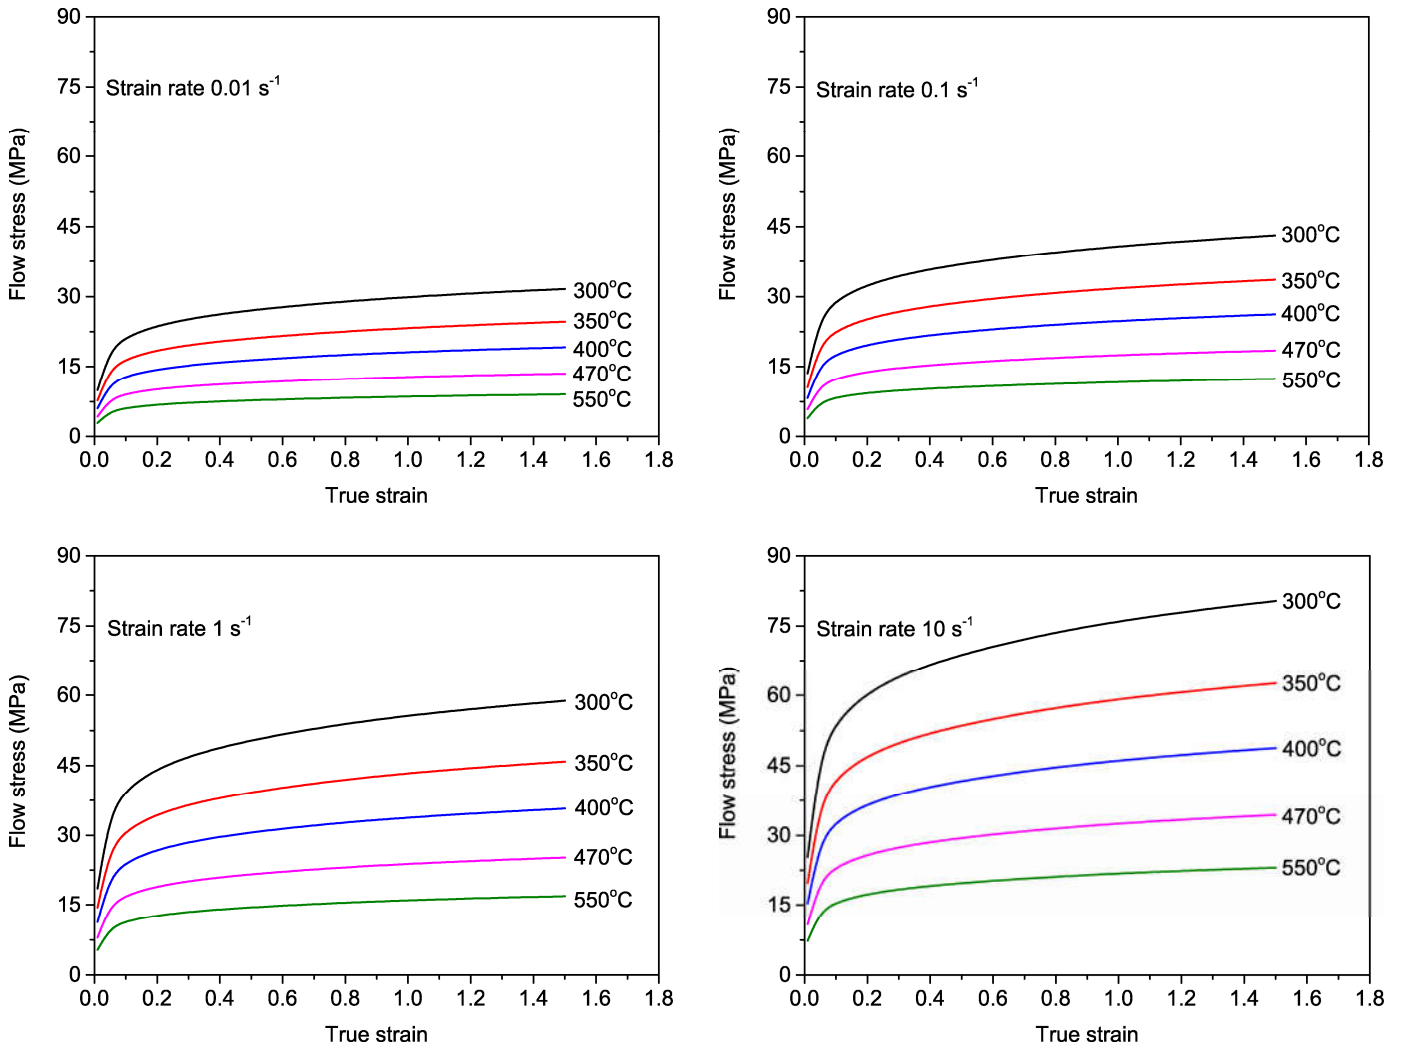 90
75
60
45
30
15
0
Flow stress (MPa)
Strain rate 0.01 s⁻¹
300°C
350°C
400°C
470°C
550°C
0.0 0.2 0.4 0.6 0.8 1.0 1.2 1.4 1.6 1.8
True strain
90
75
60
45
30
15
0
Flow stress (MPa)
Strain rate 0.1 s⁻¹
300°C
350°C
400°C
470°C
550°C
0.0 0.2 0.4 0.6 0.8 1.0 1.2 1.4 1.6 1.8
True strain
90
75
60
45
30
15
0
Flow stress (MPa)
Strain rate 1 s⁻¹
300°C
350°C
400°C
470°C
550°C
0.0 0.2 0.4 0.6 0.8 1.0 1.2 1.4 1.6 1.8
True strain
90
75
60
45
30
15
0
Flow stress (MPa)
Strain rate 10 s⁻¹
300°C
350°C
400°C
470°C
550°C
0.0 0.2 0.4 0.6 0.8 1.0 1.2 1.4 1.6 1.8
True strain